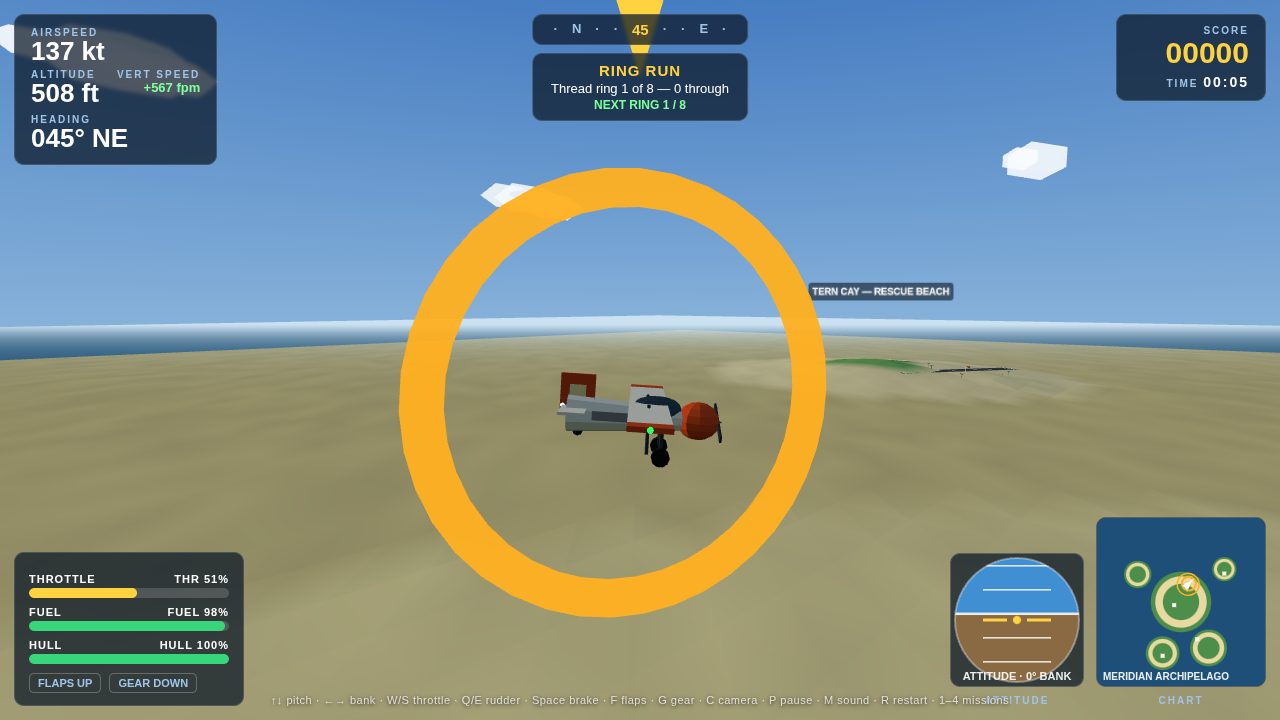 AIRSPEED
137 kt
ALTITUDE VERT SPEED
508 ft +567 fpm
HEADING
045° NE
· N · · 45 · · E ·
RING RUN
Thread ring 1 of 8 — 0 through
NEXT RING 1 / 8
SCORE
00000
TIME 00:05
TERN CAY — RESCUE BEACH
THROTTLE THR 51%
FUEL FUEL 98%
HULL HULL 100%
FLAPS UP GEAR DOWN
↑↓ pitch · ←→ bank · W/S throttle · Q/E rudder · Space brake · F flaps · G gear · C camera · P pause · M sound · R restart · 1–4 missions
ATTITUDE · 0° BANK
ATTITUDE
MERIDIAN ARCHIPELAGO
CHART